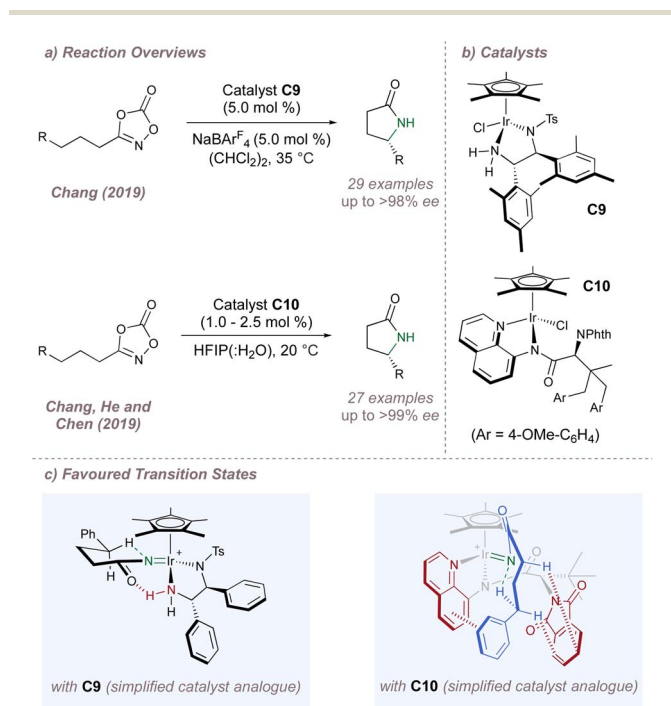 a) Reaction Overviews
b) Catalysts
R
O
O
O
N
Catalyst C9
(5.0 mol %)
NaBArF4 (5.0 mol %)
(CHCl2)2, 35 °C
O
NH
R
Chang (2019)
29 examples
up to >98% ee
Ir
Cl
N
Ts
H
N
H
C9
R
O
O
O
N
Catalyst C10
(1.0 - 2.5 mol %)
HFIP(:H2O), 20 °C
O
NH
R
Chang, He and
Chen (2019)
27 examples
up to >99% ee
C10
Ir
Cl
N
N
NPhth
O
Ar
Ar
(Ar = 4-OMe-C6H4)
c) Favoured Transition States
Ph
H
H
N
Ir
+
N
Ts
O
H
N
H
with C9 (simplified catalyst analogue)
O
+
N
Ir
N
N
O
H
H
H
N
O
O
with C10 (simplified catalyst analogue)